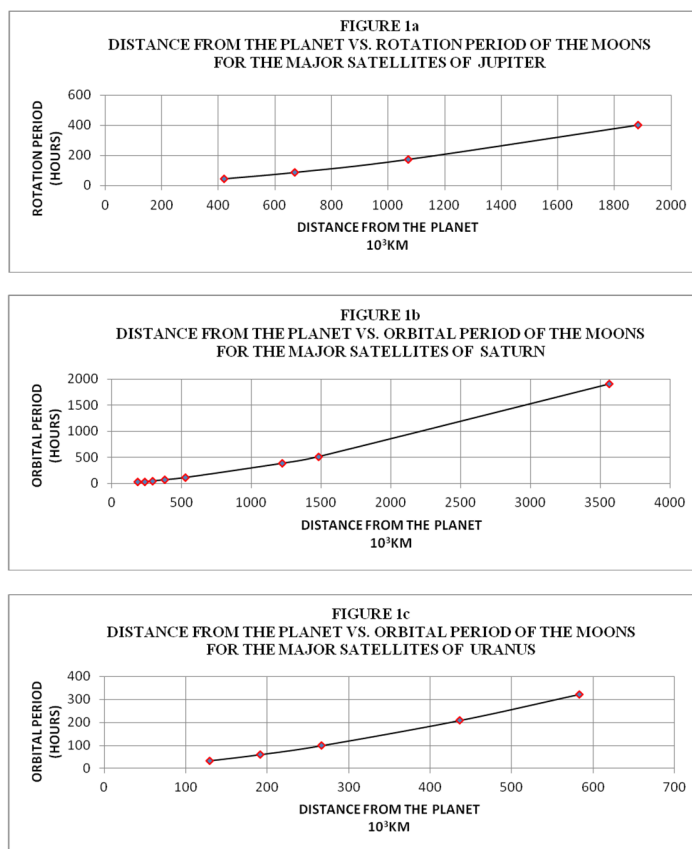 FIGURE 1a
DISTANCE FROM THE PLANET VS. ROTATION PERIOD OF THE MOONS
FOR THE MAJOR SATELLITES OF JUPITER
ROTATION PERIOD
(HOURS)
600
400
200
0
0 200 400 600 800 1000 1200 1400 1600 1800 2000
DISTANCE FROM THE PLANET
10³KM
FIGURE 1b
DISTANCE FROM THE PLANET VS. ORBITAL PERIOD OF THE MOONS
FOR THE MAJOR SATELLITES OF SATURN
ORBITAL PERIOD
(HOURS)
2000
1500
1000
500
0
0 500 1000 1500 2000 2500 3000 3500 4000
DISTANCE FROM THE PLANET
10³KM
FIGURE 1c
DISTANCE FROM THE PLANET VS. ORBITAL PERIOD OF THE MOONS
FOR THE MAJOR SATELLITES OF URANUS
ORBITAL PERIOD
(HOURS)
400
300
200
100
0
0 100 200 300 400 500 600 700
DISTANCE FROM THE PLANET
10³KM